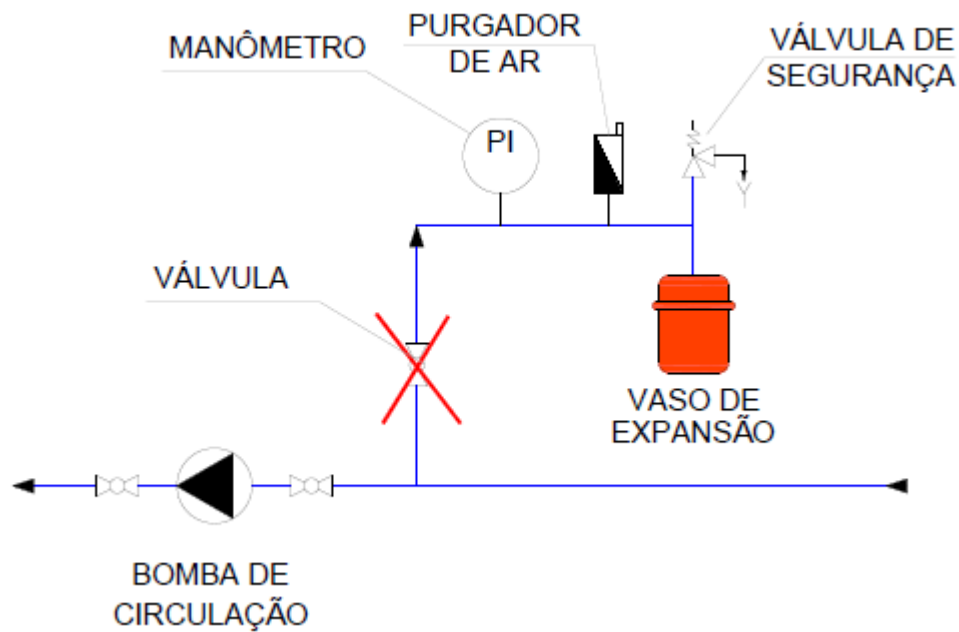 MANÔMETRO
PURGADOR
DE AR
VÁLVULA DE
SEGURANÇA
PI
VÁLVULA
VASO DE
EXPANSÃO
BOMBA DE
CIRCULAÇÃO